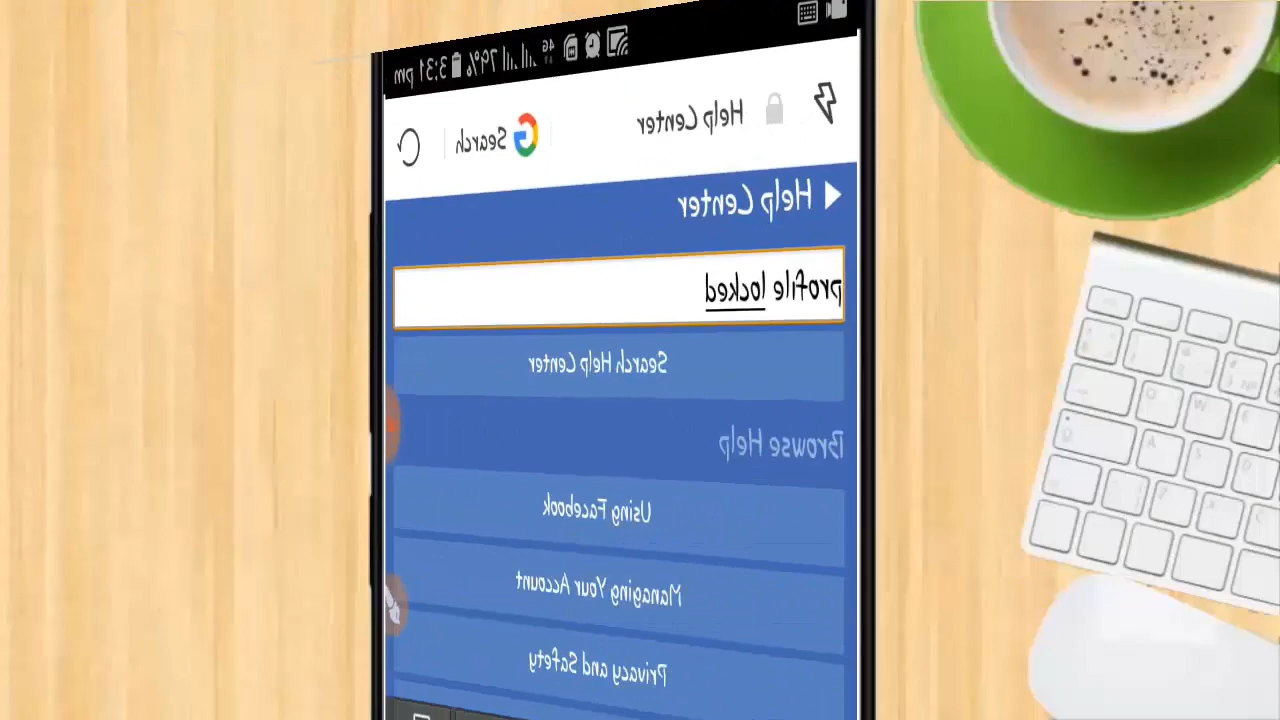 3:31 pm 79% 4G
Help Center
Search
Help Center
profile locked
Search Help Center
Browse Help
Using Facebook
Managing Your Account
Privacy and Safety